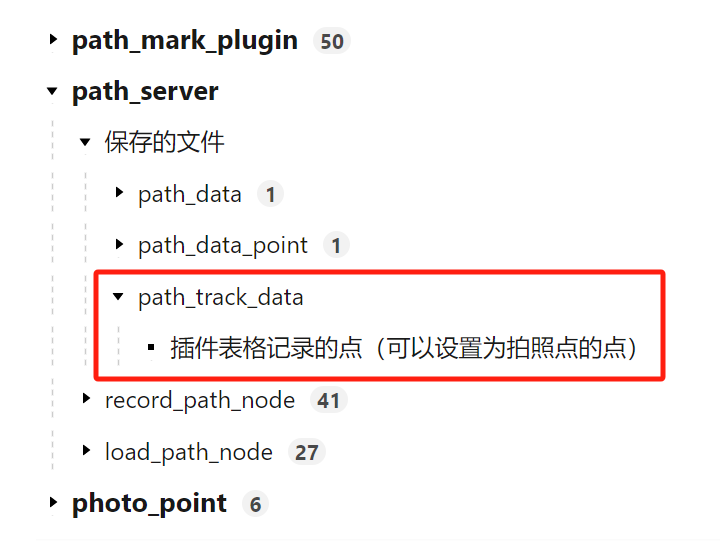 path_mark_plugin 50
path_server
保存的文件
path_data 1
path_data_point 1
path_track_data
插件表格记录的点（可以设置为拍照点的点）
record_path_node 41
load_path_node 27
photo_point 6